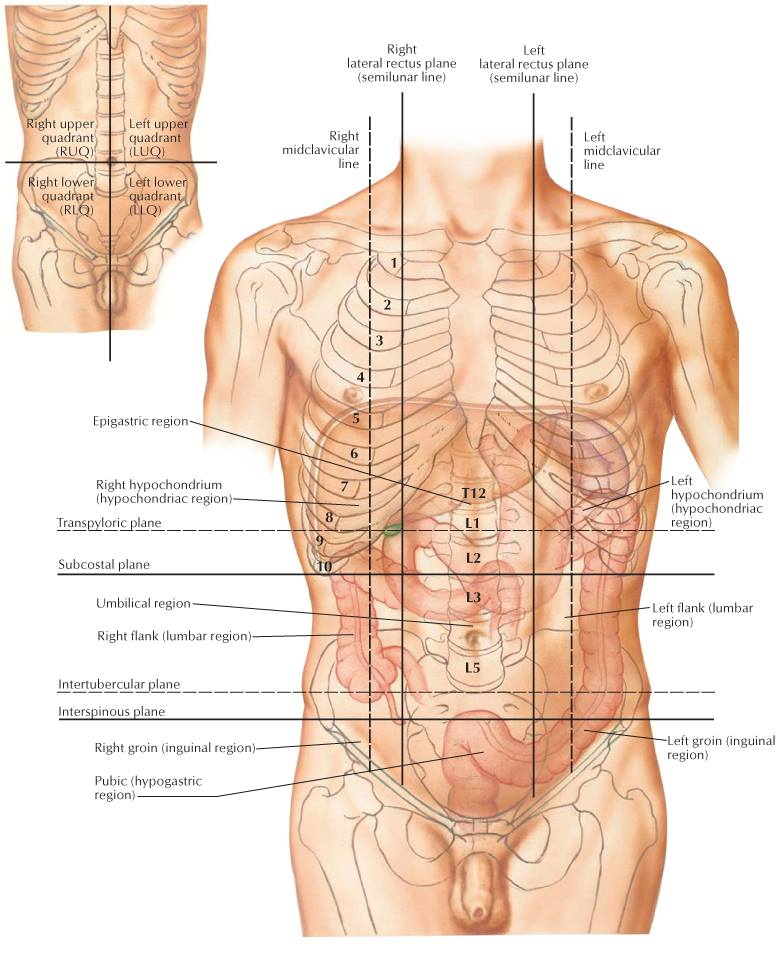 Right upper
quadrant
(RUQ)
Left upper
quadrant
(LUQ)
Right lower
quadrant
(RLQ)
Left lower
quadrant
(LLQ)
Right
lateral rectus plane
(semilunar line)
Left
lateral rectus plane
(semilunar line)
Right
midclavicular
line
Left
midclavicular
line
1
2
3
4
5
6
7
8
9
10
Epigastric region
Right hypochondrium
(hypochondriac region)
Left
hypochondrium
(hypochondriac
region)
Transpyloric plane
Subcostal plane
T12
L1
L2
L3
L5
Umbilical region
Right flank (lumbar region)
Left flank (lumbar
region)
Intertubercular plane
Interspinous plane
Right groin (inguinal region)
Left groin (inguinal
region)
Pubic (hypogastric
region)